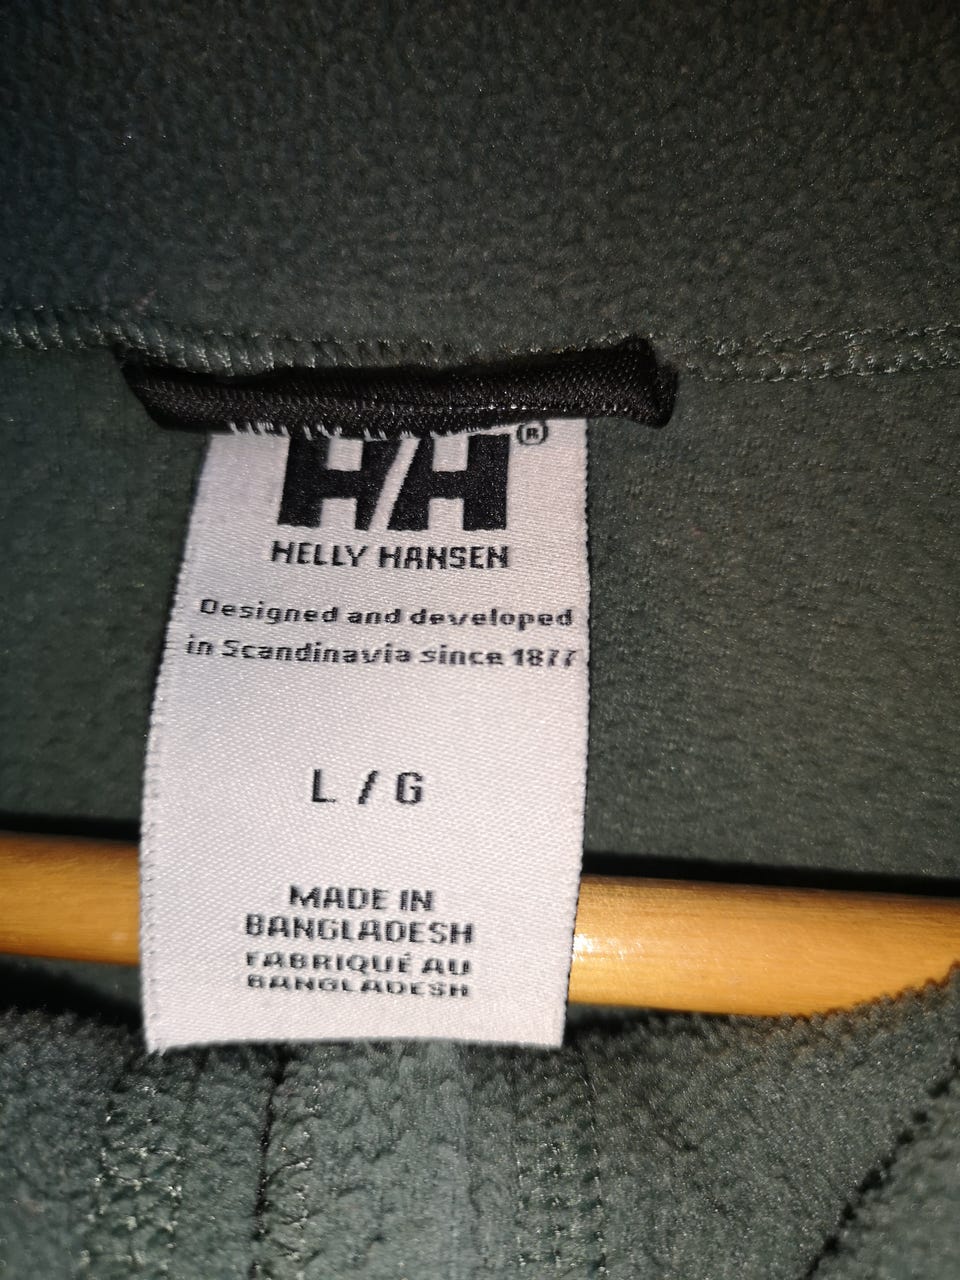 HH®
HELLY HANSEN
Designed and developed
in Scandinavia since 1877
L / G
MADE IN
BANGLADESH
FABRIQUÉ AU
BANGLADESH